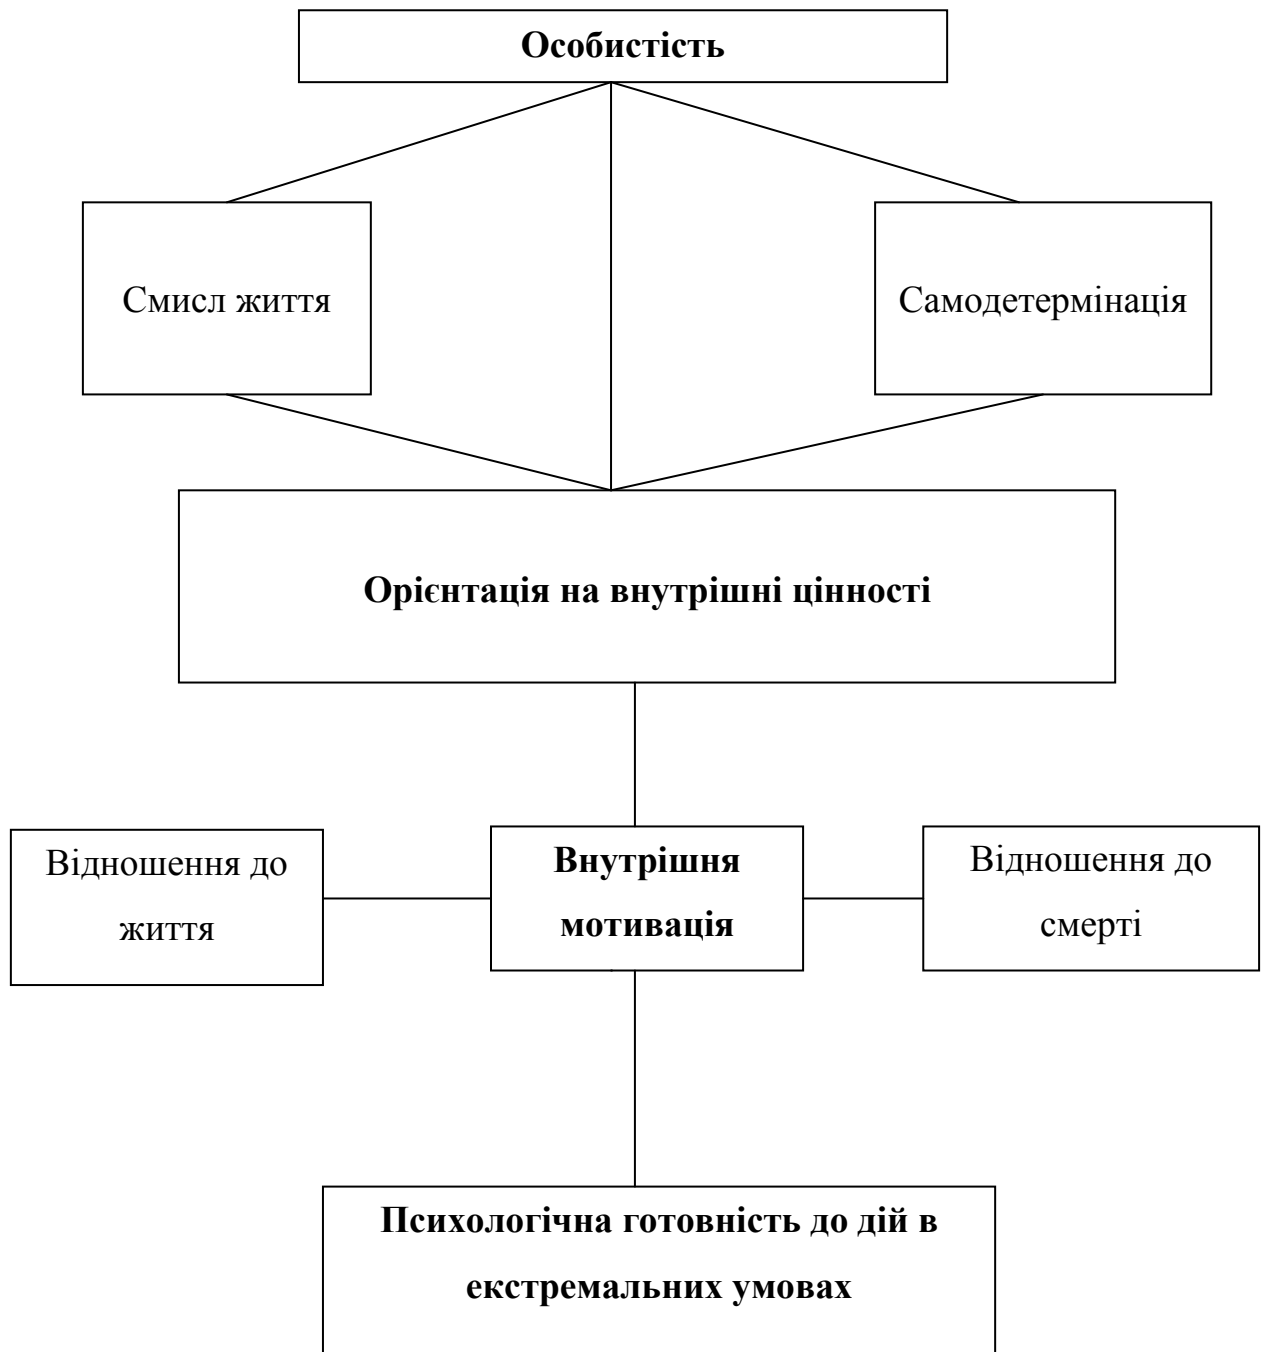 Особистість
Смисл життя
Самодетермінація
Орієнтація на внутрішні цінності
Відношення до
життя
Внутрішня
мотивація
Відношення до
смерті
Психологічна готовність до дій в
екстремальних умовах